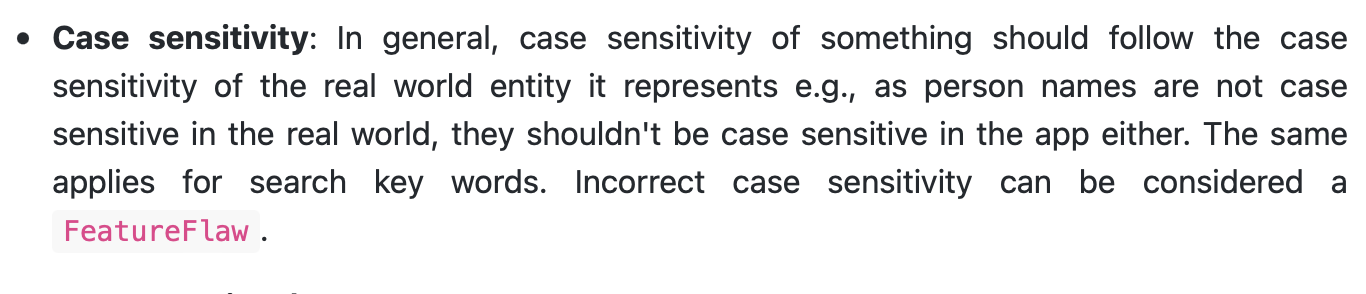 • Case sensitivity: In general, case sensitivity of something should follow the case
sensitivity of the real world entity it represents e.g., as person names are not case
sensitive in the real world, they shouldn't be case sensitive in the app either. The same
applies for search key words. Incorrect case sensitivity can be considered a
FeatureFlaw.